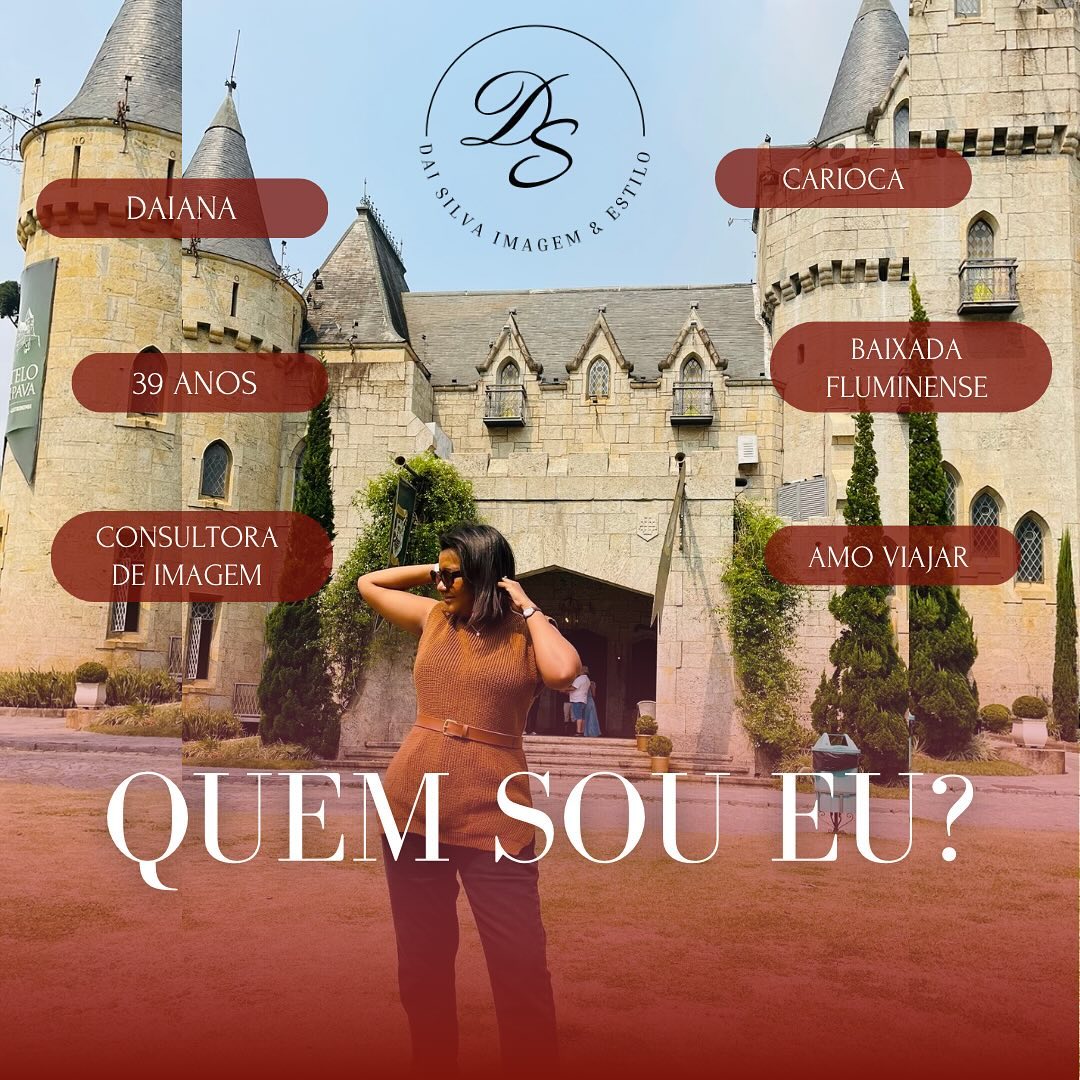 DS
DAI SILVA IMAGEM & ESTILO
DAIANA
CARIOCA
39 ANOS
BAIXADA
FLUMINENSE
CONSULTORA
DE IMAGEM
AMO VIAJAR
QUEM SOU EU?